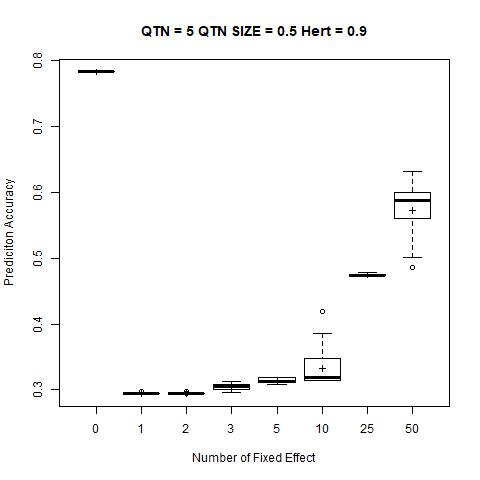 QTN = 5 QTN SIZE = 0.5 Hert = 0.9
Prediciton Accuracy
0.8
0.7
0.6
0.5
0.4
0.3
0 1 2 3 5 10 25 50
Number of Fixed Effect